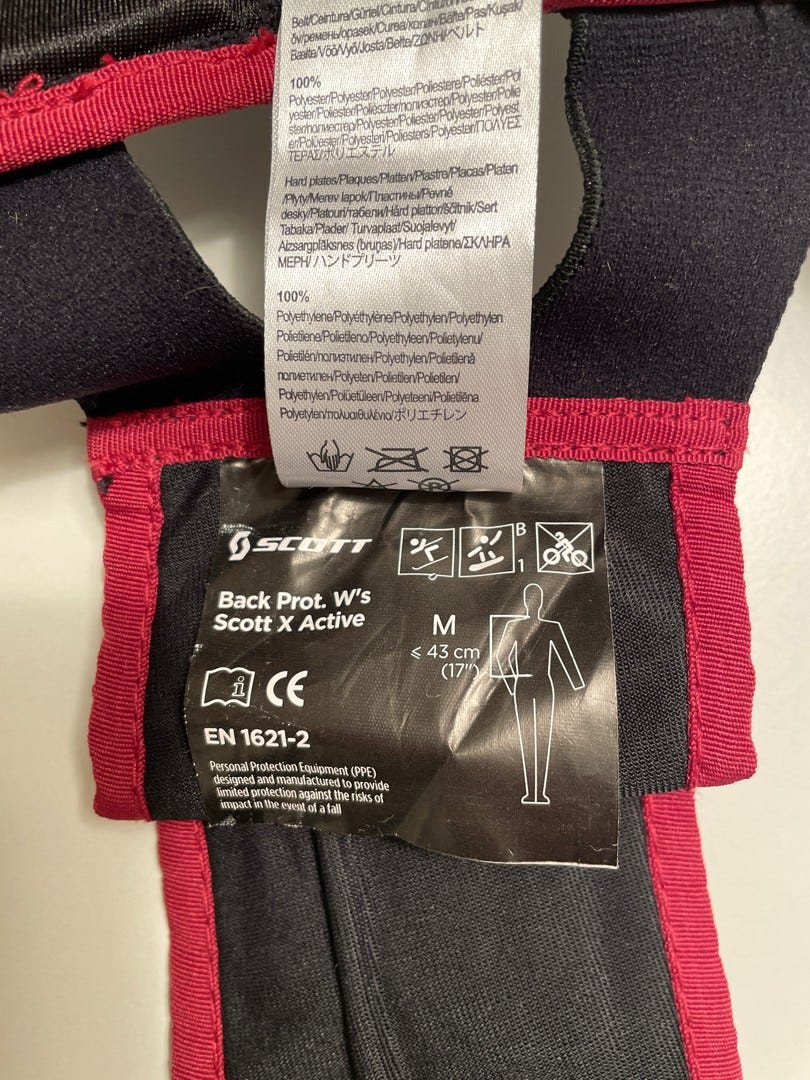 Belt/Ceinture/Gürtel/Cintura/
öv/ремень/opasek/Curea/колан/Bälte/Pas/Kuşak/
Bælte/Vöö/Vyö/Josta/Belte/ΖΩΝΗ/ベルト
100%
Polyester/Polyester/Polyester/Poliestere/Poliéster/Pol
yester/Poliester/Poliészter/полиэстер/Polyester/Polie
ster/полиестер/Polyester/Polyester/Polyest
er/Polüester/Polyesteri/Poliesters/Polyester/ΠΟΛΥΕΣ
ΤΕΡΑΣ/ポリエステル
Hard plates/Plaques/Platten/Piastre/Placas/Platen
/Płyty/Merev lapok/Пластины/Pevné
desky/Platouri/табели/Hård plattor/ščitnik/Sert
Tabaka/Plader/ Turvaplaat/Suojalevyt/
Aizsargplāksnes (bruņas)/Hard platene/ΣΚΛΗΡΑ
ΜΕΡΗ/ ハンドプリーツ
100%
Polyethylene/Polyéthylène/Polyethylen/Polyethylen
Polietilene/Polietileno/Polyethyleen/Polietylenu/
Polietilén/полиэтилен/Polyethylen/Polietilenă
полиетилен/Polyeten/Polietilen/Polietilen/
Polyethylen/Polüetüleen/Polyeteeni/Polietilēna
Polyetylen/πολυαιθυλένιο/ポリエチレン
SCOTT
B
1
Back Prot. W's
Scott X Active
M
⩽ 43 cm
(17")
i
CE
EN 1621-2
Personal Protection Equipment (PPE)
designed and manufactured to provide
limited protection against the risks of
impact in the event of a fall